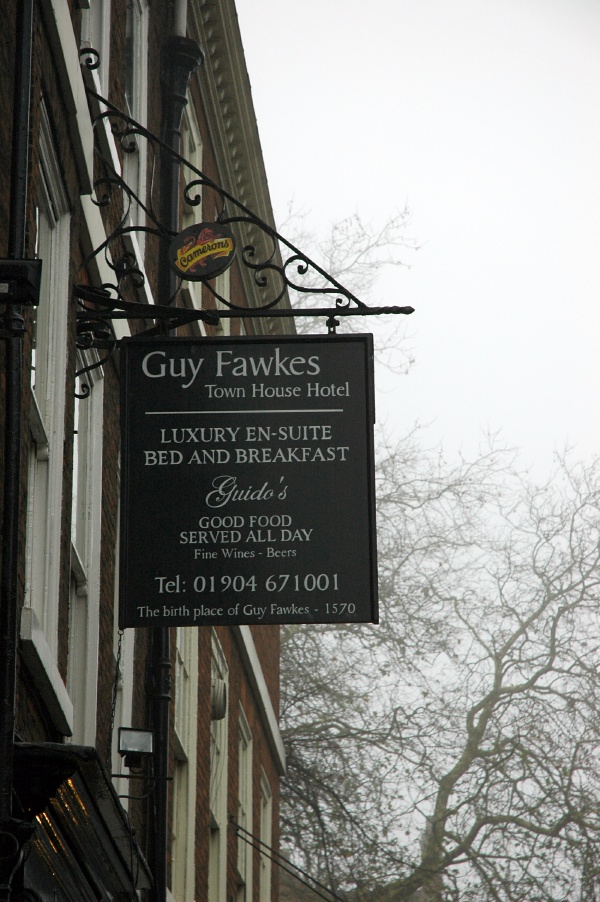 Camerons
Guy Fawkes
Town House Hotel
LUXURY EN-SUITE
BED AND BREAKFAST
Guido's
GOOD FOOD
SERVED ALL DAY
Fine Wines - Beers
Tel: 01904 671001
The birth place of Guy Fawkes - 1570